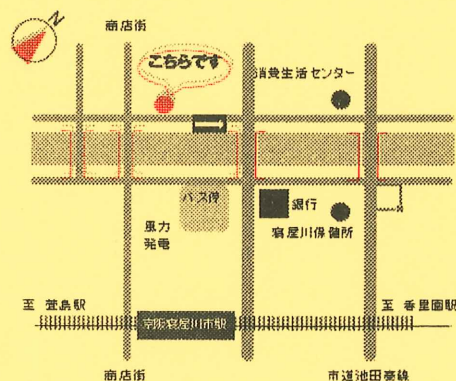 N
商店街
こちらです
消費生活センター
バス停
銀行
風力
発電
寝屋川保健所
至 萱島駅
至 香里園駅
京阪寝屋川市駅
商店街
市道池田秦線